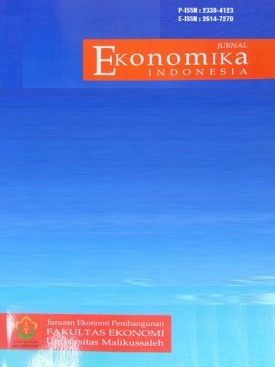 P-ISSN : 2338-4123
E-ISSN : 2614-7270
JURNAL
EKONOMIKA
INDONESIA
Jurusan Ekonomi Pembangunan
FAKULTAS EKONOMI
Universitas Malikussaleh